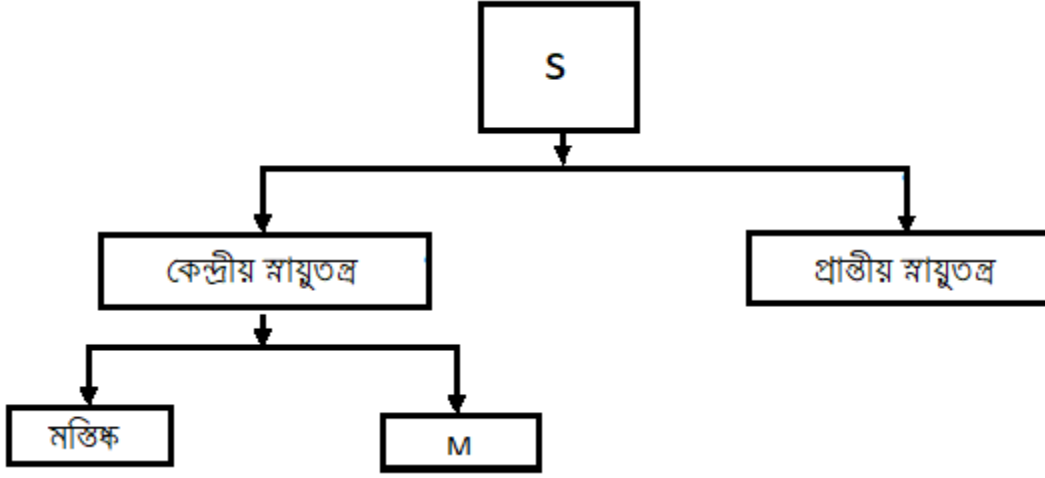 S
কেন্দ্রীয় স্নায়ুতন্ত্র
প্রান্তীয় স্নায়ুতন্ত্র
মস্তিষ্ক
M